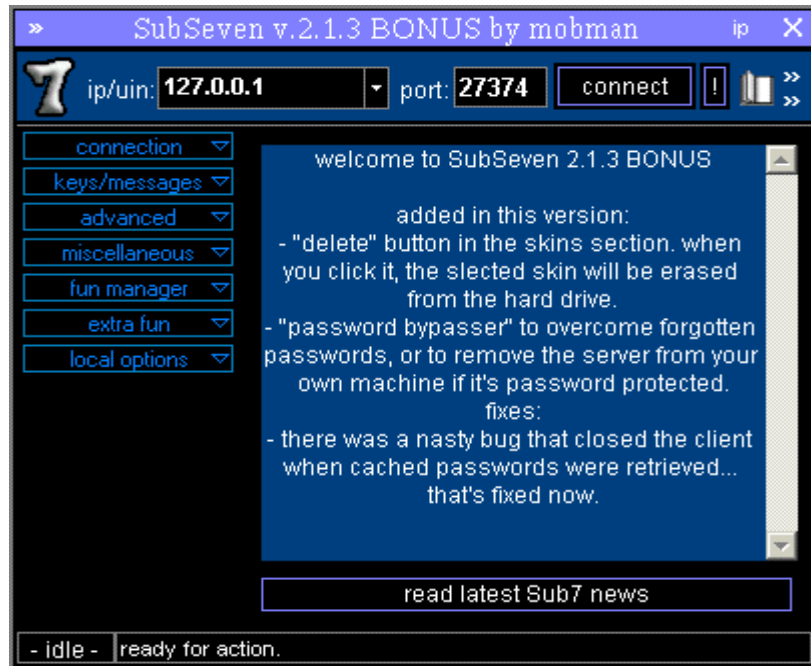 » SubSeven v.2.1.3 BONUS by mobman ip X
7 ip/uin: 127.0.0.1 port: 27374 connect ! » »
connection
keys/messages
advanced
miscellaneous
fun manager
extra fun
local options
welcome to SubSeven 2.1.3 BONUS
added in this version:
- "delete" button in the skins section. when
you click it, the slected skin will be erased
from the hard drive.
- "password bypasser" to overcome forgotten
passwords, or to remove the server from your
own machine if it's password protected.
fixes:
- there was a nasty bug that closed the client
when cached passwords were retrieved...
that's fixed now.
read latest Sub7 news
- idle - ready for action.